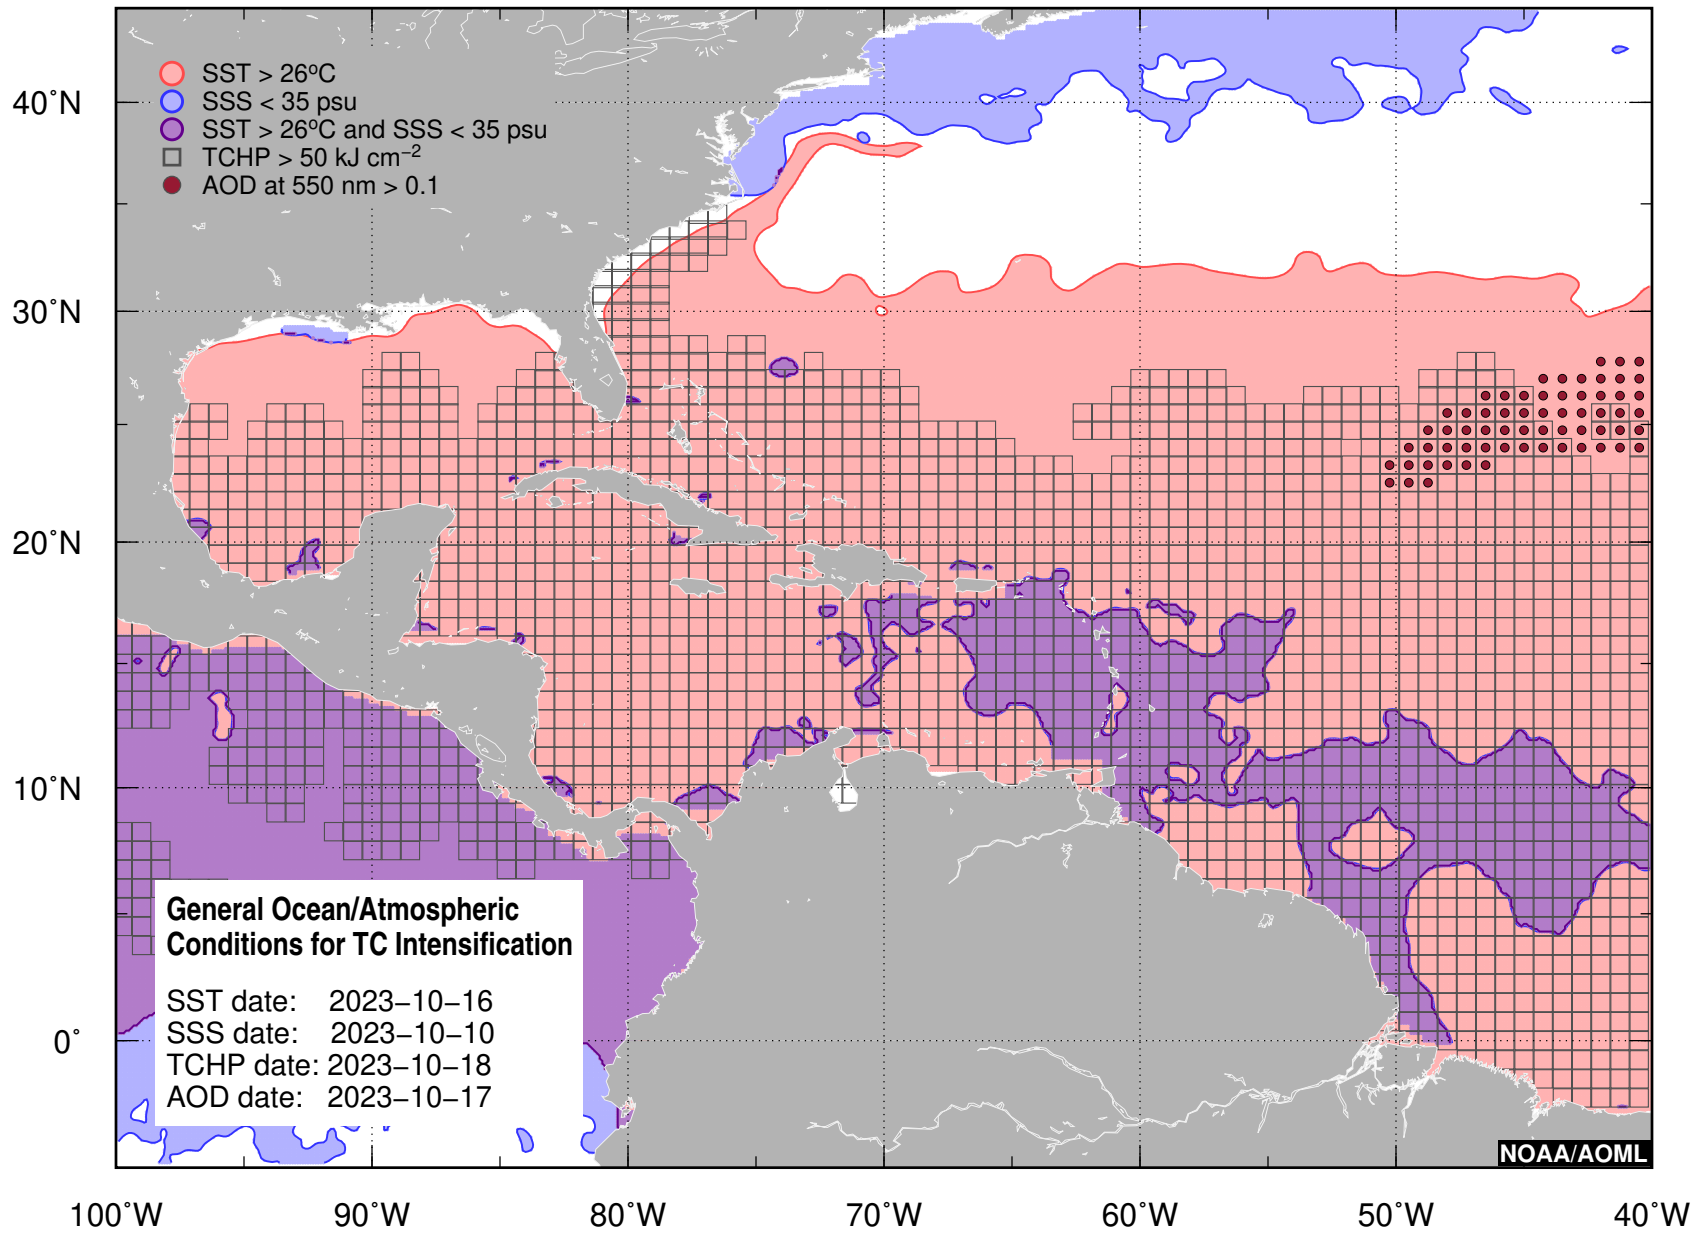 SST > 26°C
SSS < 35 psu
SST > 26°C and SSS < 35 psu
TCHP > 50 kJ cm⁻²
AOD at 550 nm > 0.1
40°N
30°N
20°N
10°N
0°
General Ocean/Atmospheric
Conditions for TC Intensification
SST date: 2023−10−16
SSS date: 2023−10−10
TCHP date: 2023−10−18
AOD date: 2023−10−17
NOAA/AOML
100°W 90°W 80°W 70°W 60°W 50°W 40°W